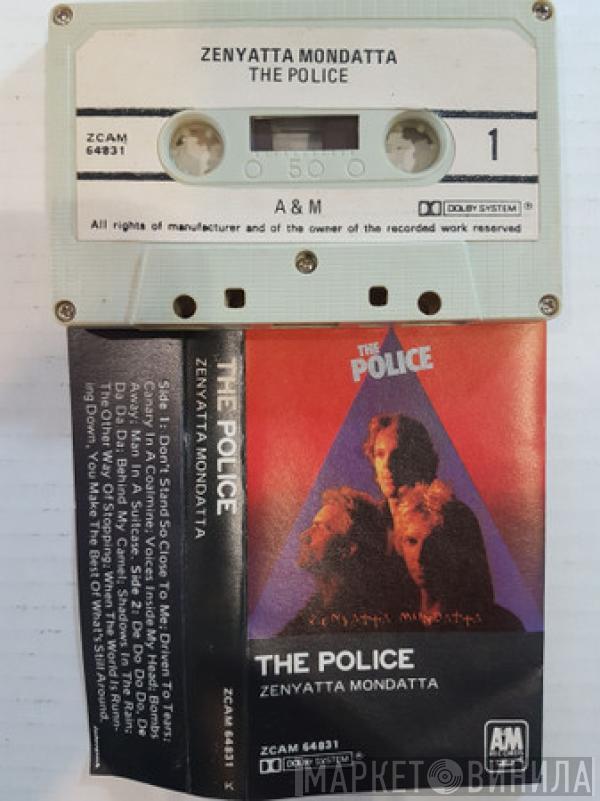 ZENYATTA MONDATTA
THE POLICE
ZCAM
64831
1
50
A & M
DOLBY SYSTEM ®
All rights of manufacturer and of the owner of the recorded work reserved
THE
POLICE
ZENYATTA MONDATTA
THE POLICE
ZENYATTA MONDATTA
ZCAM 64831
DOLBY SYSTEM
A&M
THE POLICE
ZENYATTA MONDATTA
ZCAM 64831 K
Side 1: Don't Stand So Close To Me; Driven To Tears;
Canary In A Coalmine; Voices Inside My Head; Bombs
Away; Man In A Suitcase. Side 2: De Do Do Do, De
Da Da Da; Behind My Camel; Shadows In The Rain;
The Other Way Of Stopping; When The World Is Runn-
ing Down, You Make The Best Of What's Still Around.
МАРКЕТ ВИНИЛА